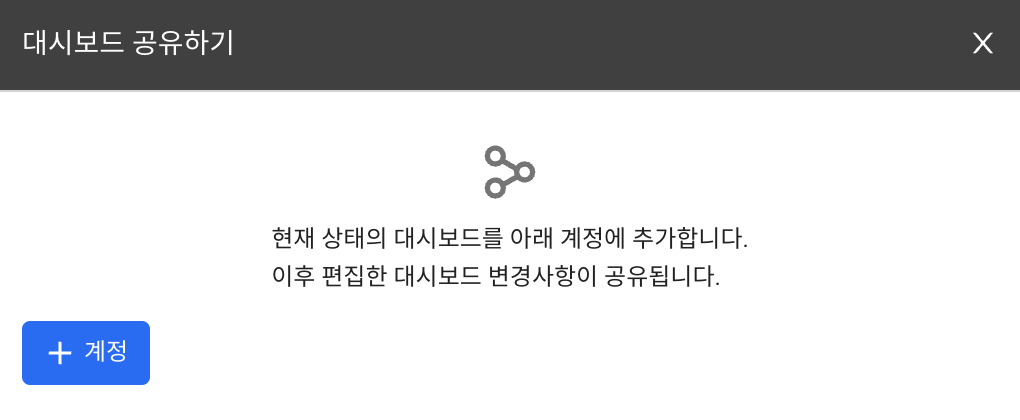 대시보드 공유하기
X
현재 상태의 대시보드를 아래 계정에 추가합니다.
이후 편집한 대시보드 변경사항이 공유됩니다.
+ 계정